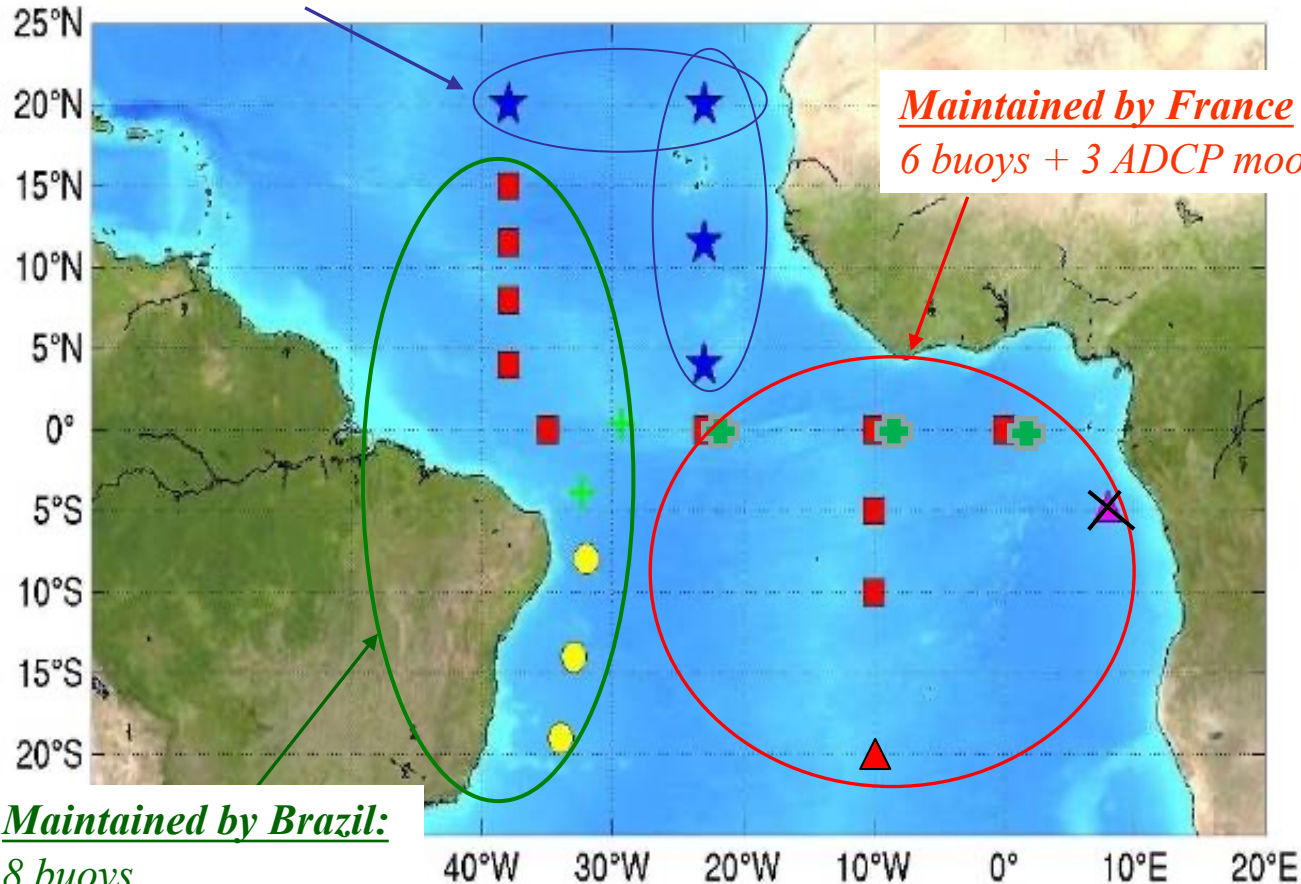 25°N
20°N
Maintained by France
6 buoys + 3 ADCP moo
15°N
10°N
5°N
0°
5°S
10°S
15°S
20°S
Maintained by Brazil:
8 buoys
40°W 30°W 20°W 10°W 0° 10°E 20°E